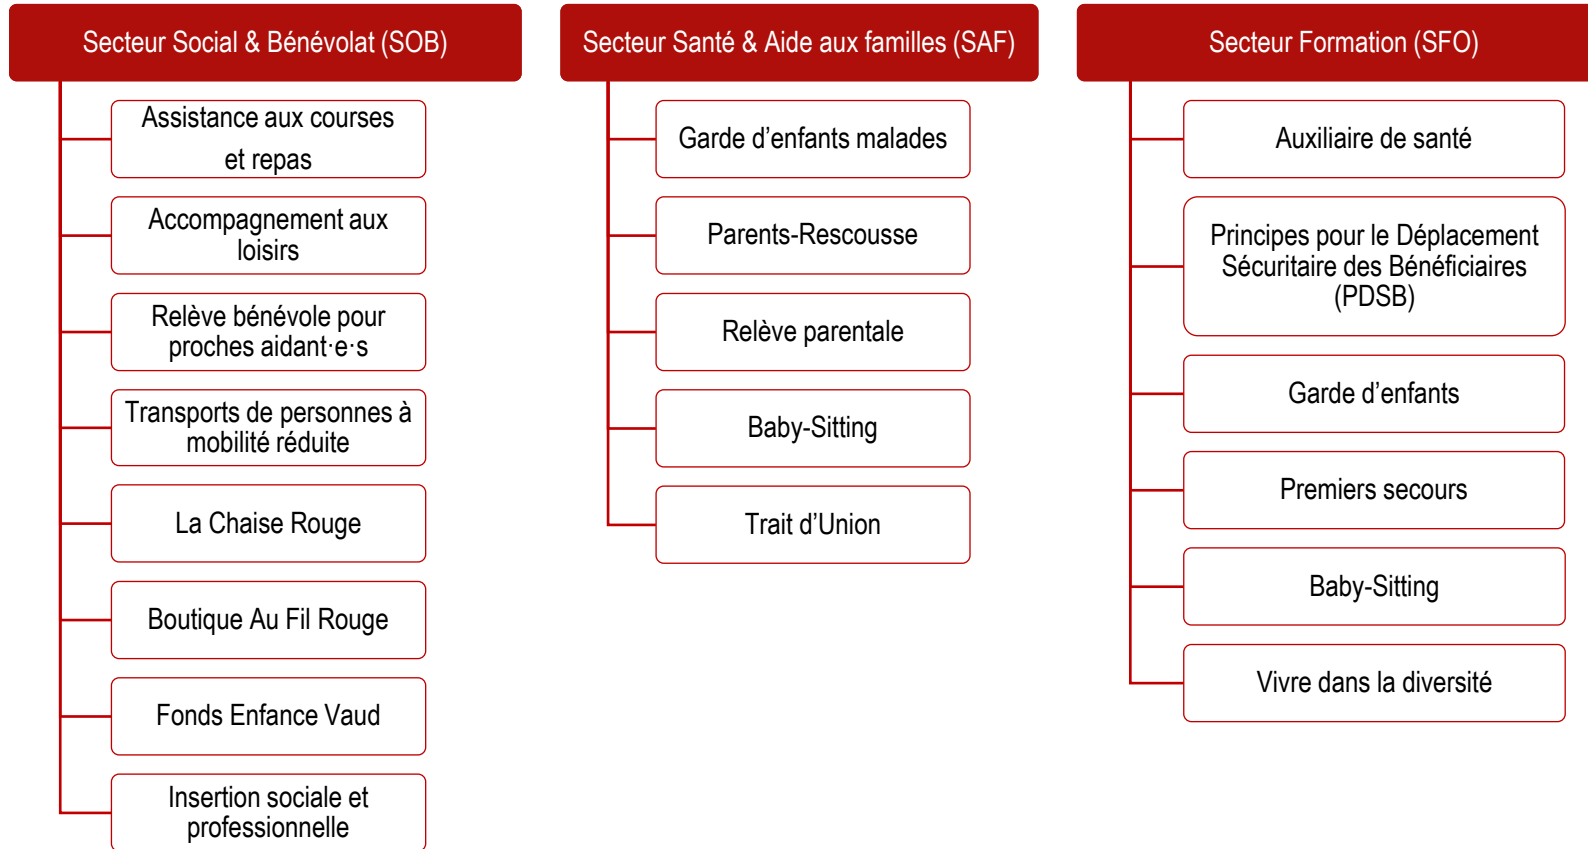 Secteur Social & Bénévolat (SOB)
Assistance aux courses
et repas
Accompagnement aux
loisirs
Relève bénévole pour
proches aidant·e·s
Transports de personnes à
mobilité réduite
La Chaise Rouge
Boutique Au Fil Rouge
Fonds Enfance Vaud
Insertion sociale et
professionnelle
Secteur Santé & Aide aux familles (SAF)
Garde d’enfants malades
Parents-Rescousse
Relève parentale
Baby-Sitting
Trait d’Union
Secteur Formation (SFO)
Auxiliaire de santé
Principes pour le Déplacement
Sécuritaire des Bénéficiaires
(PDSB)
Garde d’enfants
Premiers secours
Baby-Sitting
Vivre dans la diversité